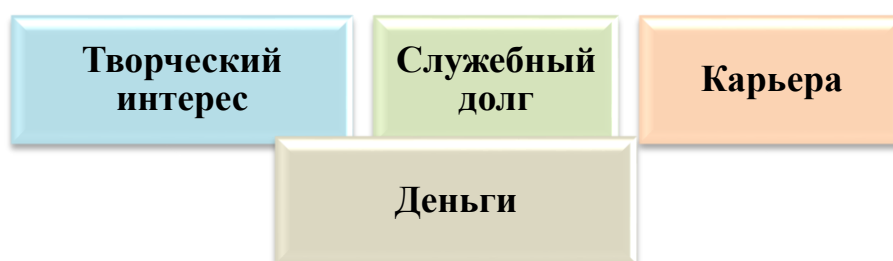 Творческий
интерес
Служебный
долг
Карьера
Деньги